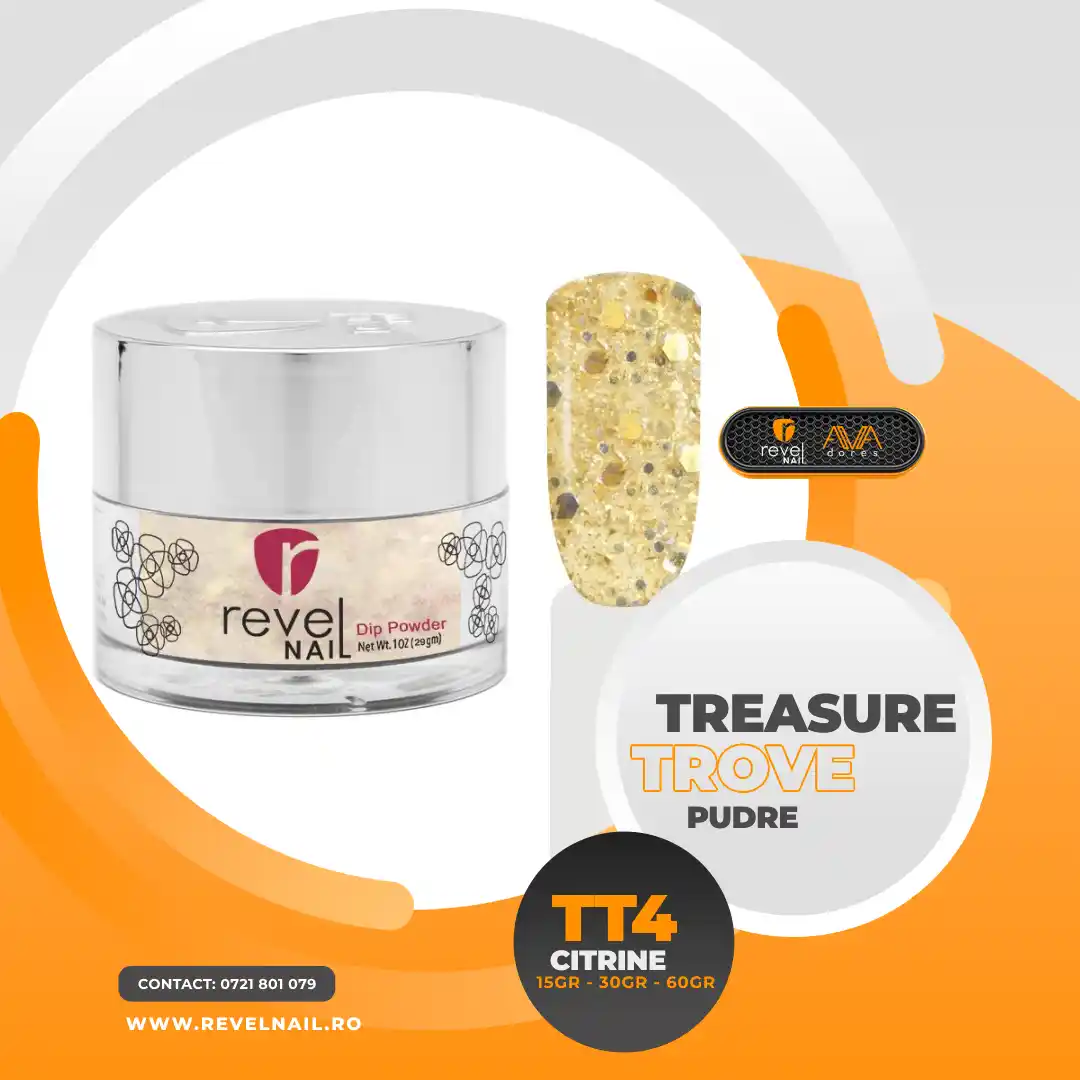 revel
NAIL
Dip Powder
Net Wt. 1OZ (29gm)
revel
NAIL
AVA
dores
TREASURE
TROVE
PUDRE
TT4
CITRINE
15GR - 30GR - 60GR
CONTACT: 0721 801 079
WWW.REVELNAIL.RO